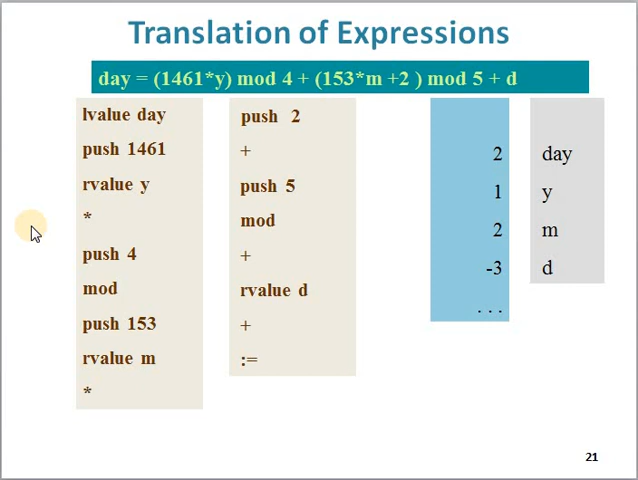 Translation of Expressions
day = (1461*y) mod 4 + (153*m +2 ) mod 5 + d
lvalue day
push 1461
rvalue y
*
push 4
mod
push 153
rvalue m
*
push 2
+
push 5
mod
+
rvalue d
+
:=
2 day
1 y
2 m
-3 d
. . .
21